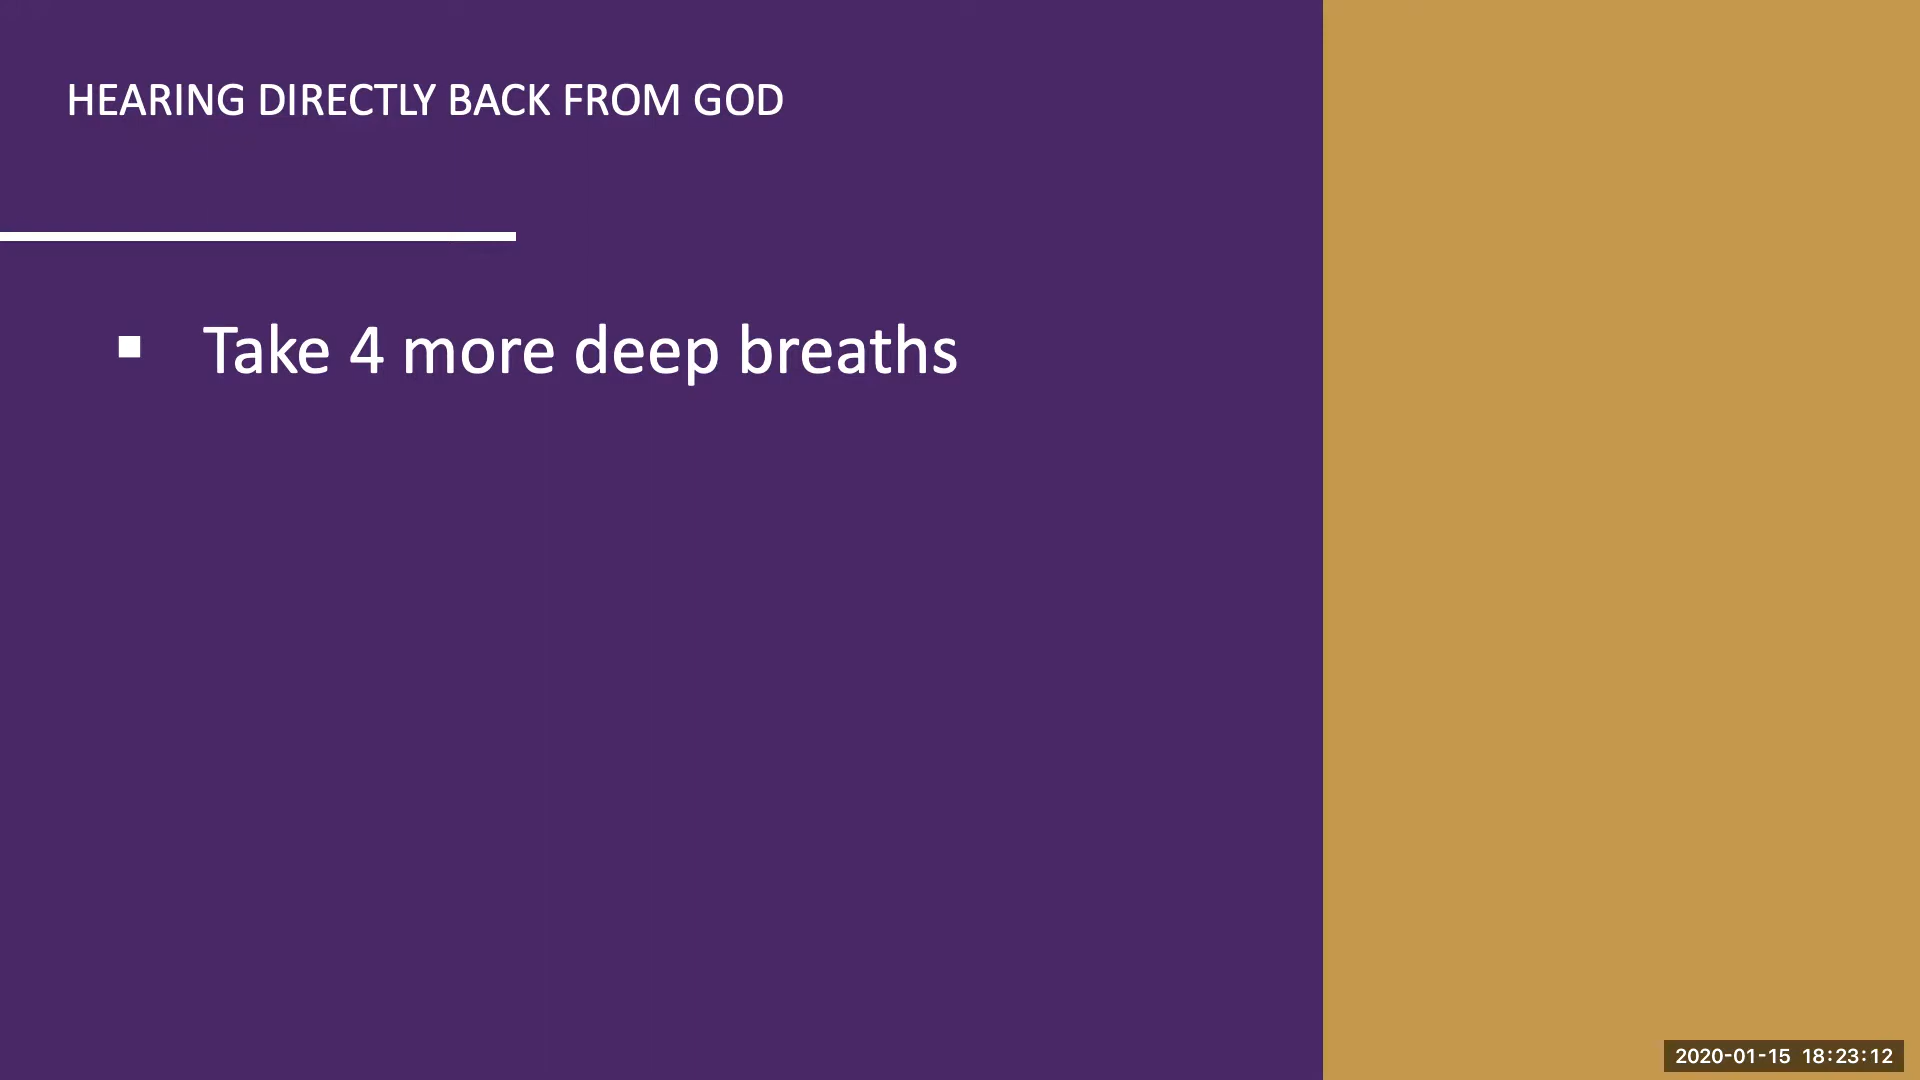 HEARING DIRECTLY BACK FROM GOD
▪ Take 4 more deep breaths
2020-01-15 18:23:12